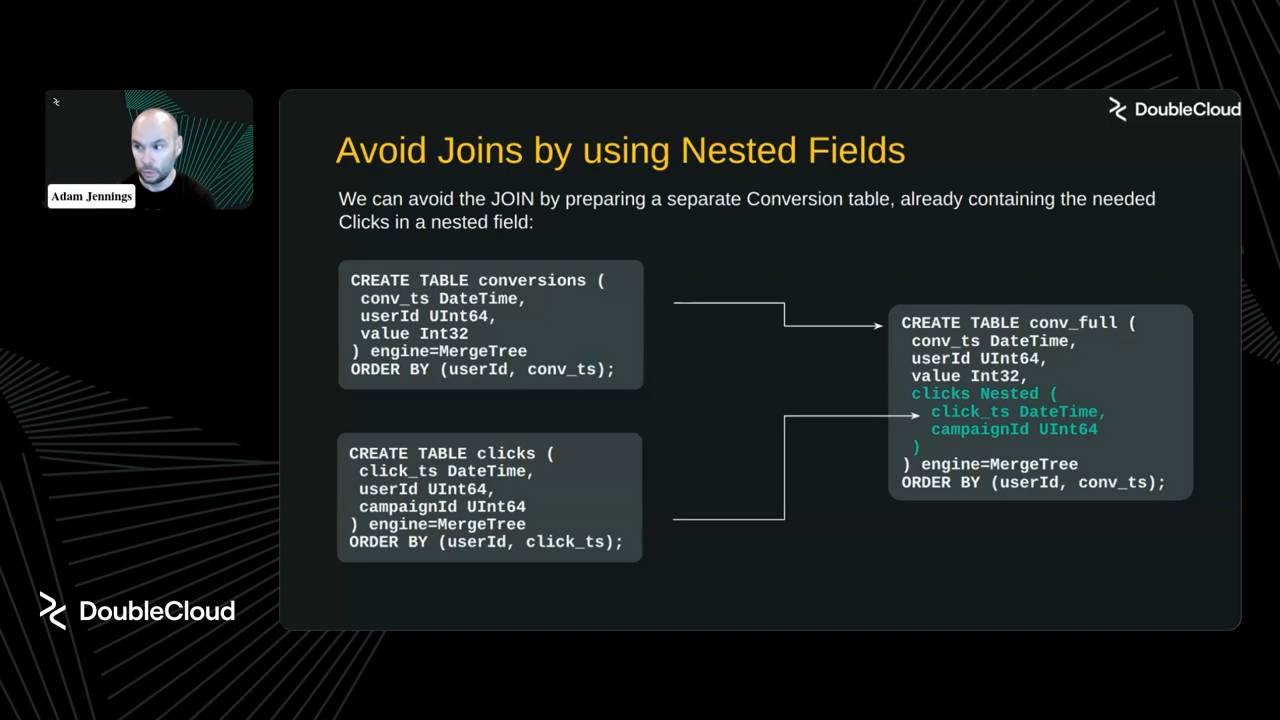 DoubleCloud
Adam Jennings
Avoid Joins by using Nested Fields
We can avoid the JOIN by preparing a separate Conversion table, already containing the needed
Clicks in a nested field:
CREATE TABLE conversions (
conv_ts DateTime,
userId UInt64,
value Int32
) engine=MergeTree
ORDER BY (userId, conv_ts);
CREATE TABLE clicks (
click_ts DateTime,
userId UInt64,
campaignId UInt64
) engine=MergeTree
ORDER BY (userId, click_ts);
CREATE TABLE conv_full (
conv_ts DateTime,
userId UInt64,
value Int32,
clicks Nested (
click_ts DateTime,
campaignId UInt64
)
) engine=MergeTree
ORDER BY (userId, conv_ts);
DoubleCloud